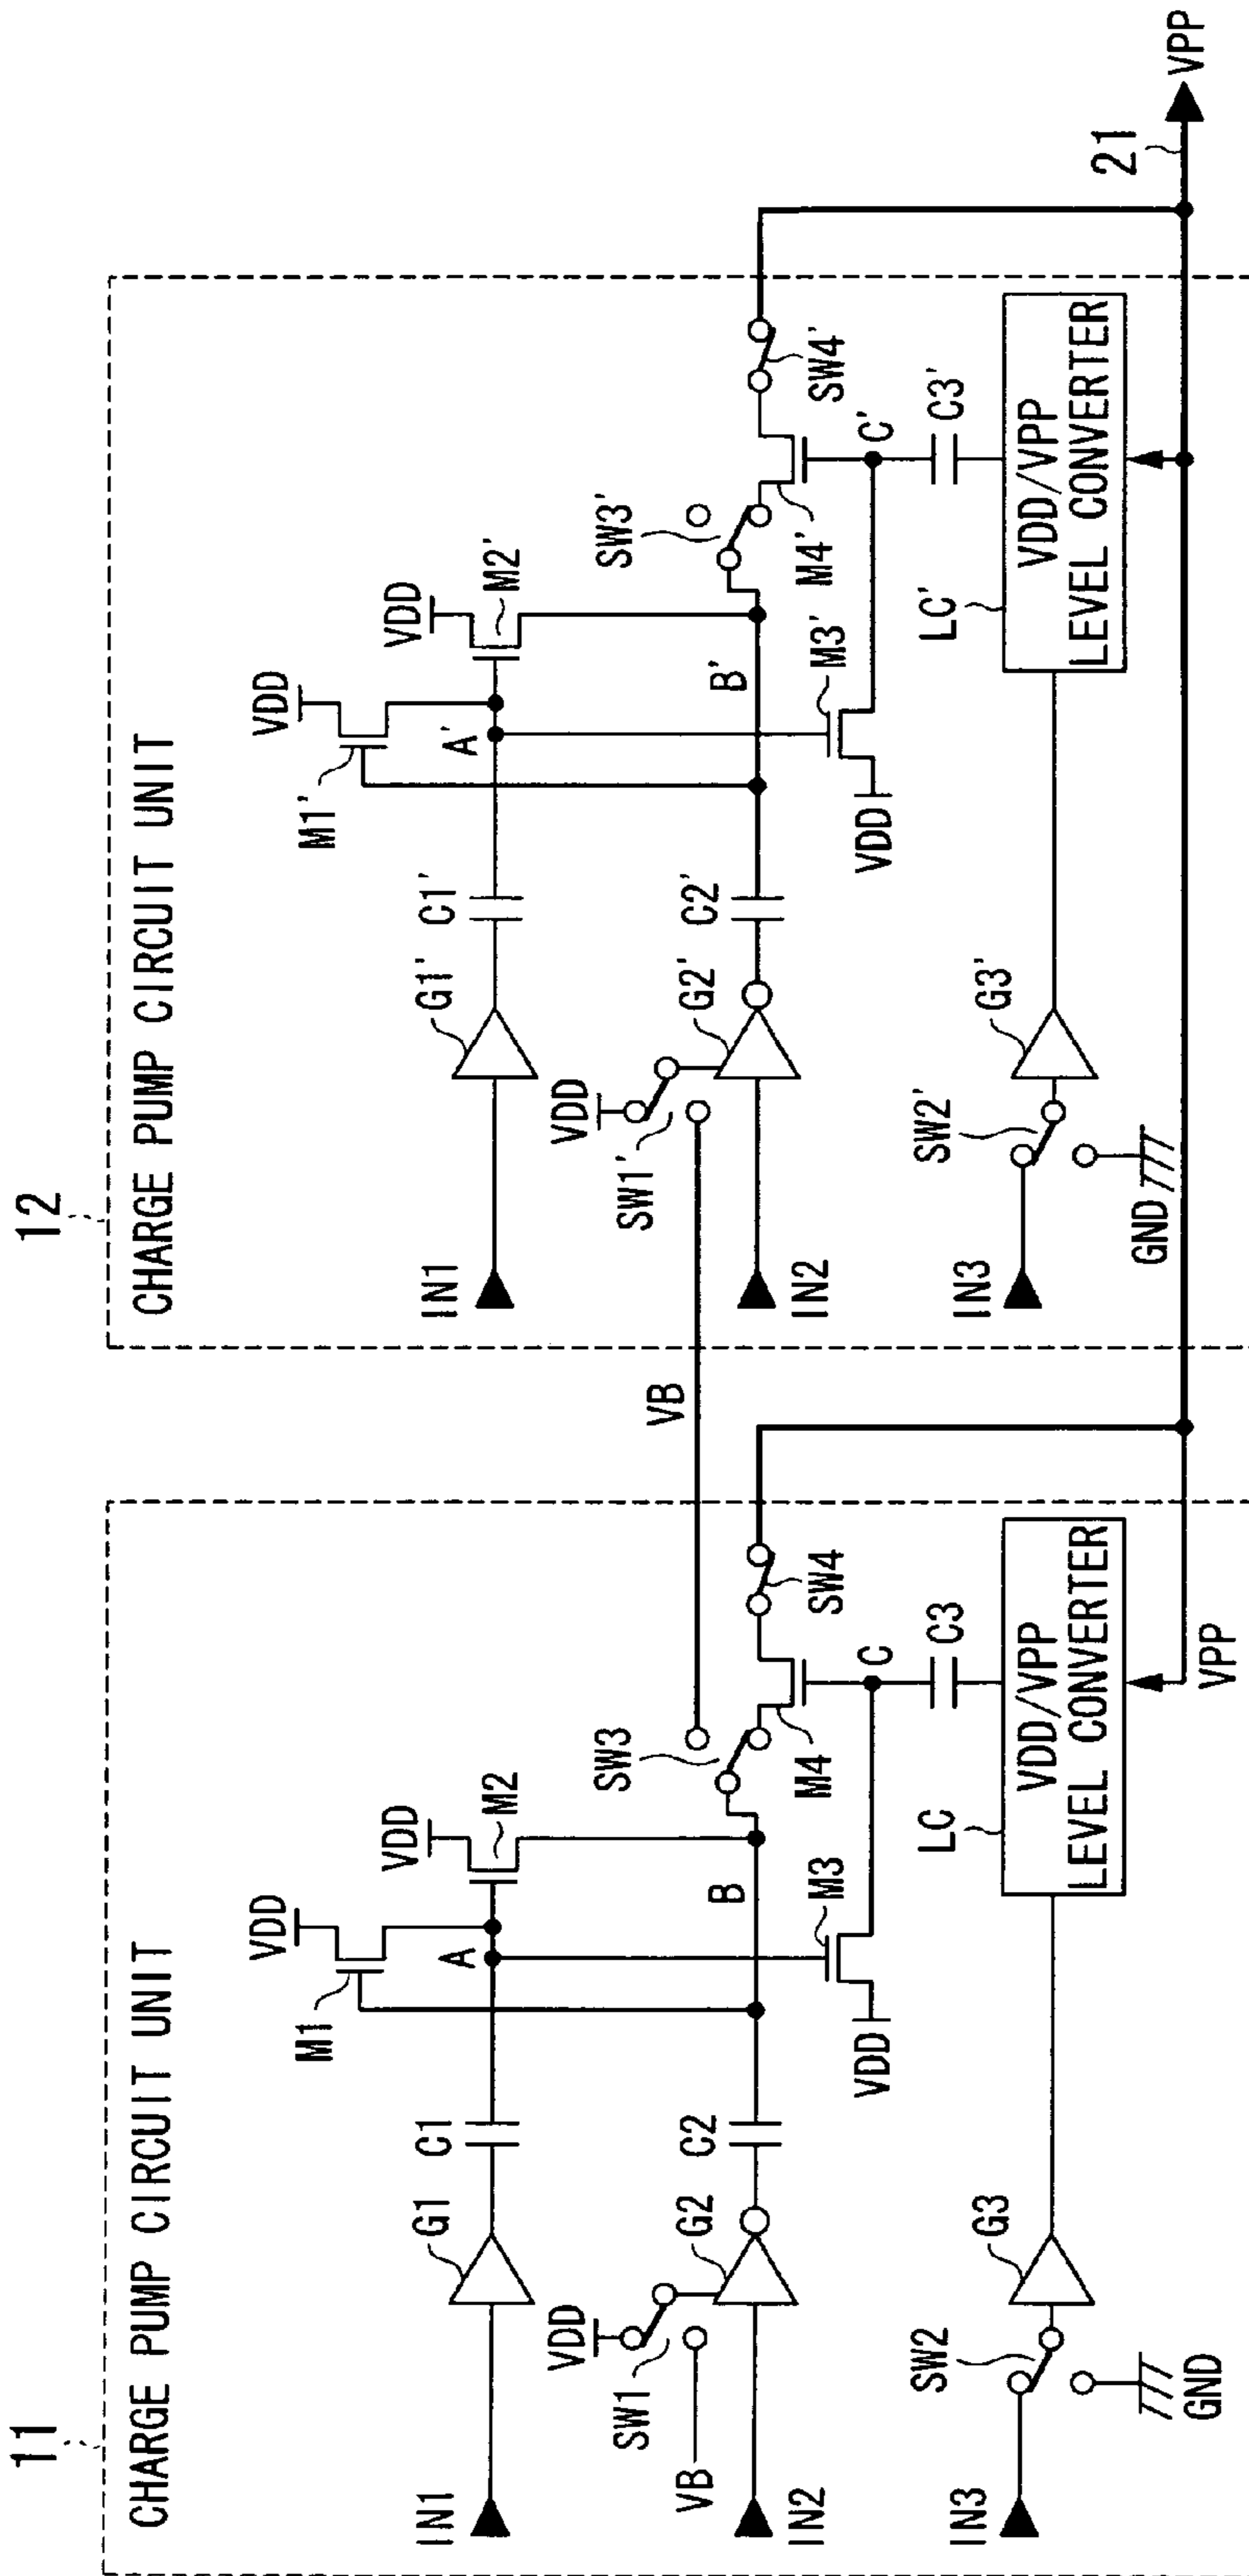 11
CHARGE PUMP CIRCUIT UNIT
VDD
M1
VDD
M2
A
IN1
G1
C1
SW3
VDD
SW1
VB
B
IN2
G2
C2
M4
SW4
M3
VDD
C
C3
LC
VDD/VPP
LEVEL CONVERTER
SW2
G3
IN3
GND
VPP
VB
12
CHARGE PUMP CIRCUIT UNIT
VDD
M1'
VDD
M2'
A'
IN1
G1'
C1'
SW3'
VDD
SW1'
B'
IN2
G2'
C2'
M4'
SW4'
M3'
VDD
C'
C3'
LC'
VDD/VPP
LEVEL CONVERTER
SW2'
G3'
IN3
GND
21
VPP